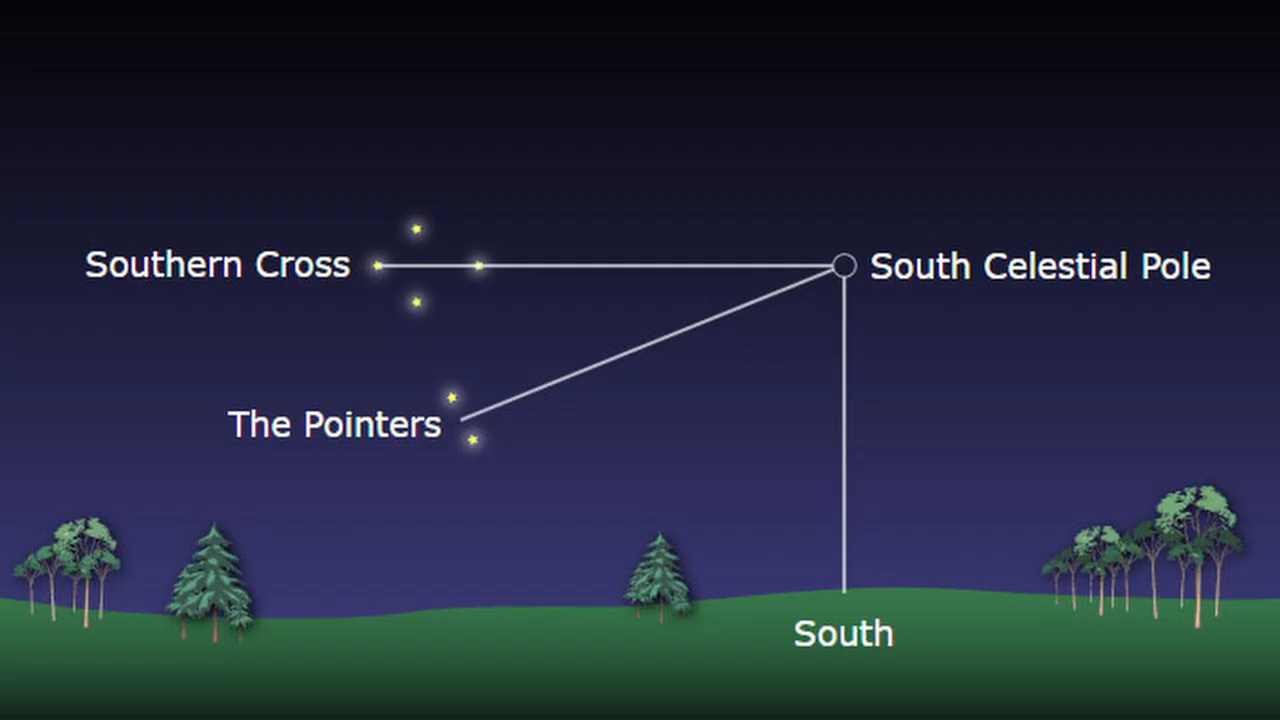 Southern Cross
South Celestial Pole
The Pointers
South